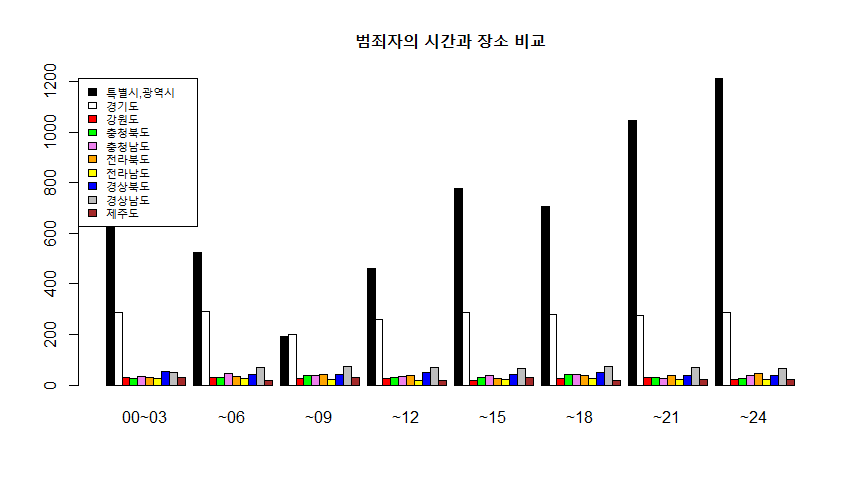 범죄자의 시간과 장소 비교
1200
1000
800
600
400
200
0
특별시,광역시
경기도
강원도
충청북도
충청남도
전라북도
전라남도
경상북도
경상남도
제주도
00~03 ~06 ~09 ~12 ~15 ~18 ~21 ~24